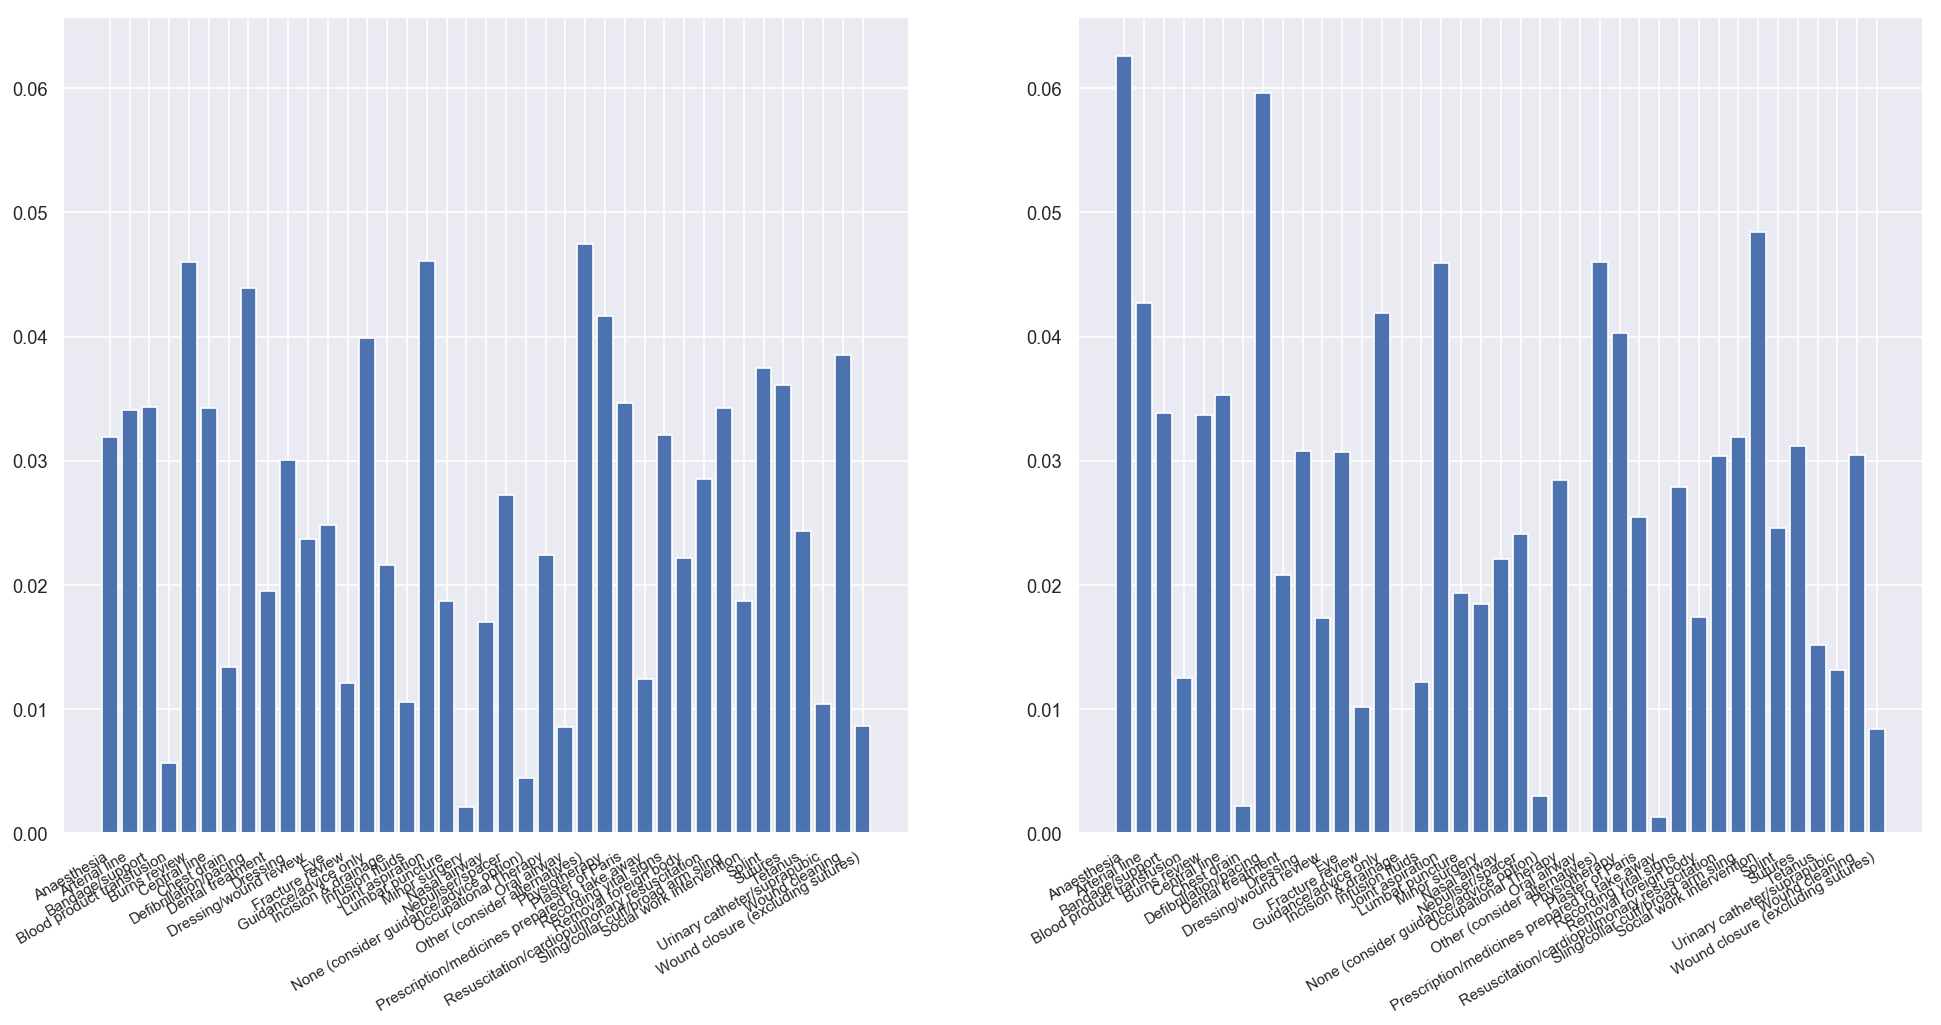 0.06
0.05
0.04
0.03
0.02
0.01
0.00
Anaesthesia
Arterial line
Bandage/support
Blood product transfusion
Burns review
Central line
Chest drain
Defibrillation/pacing
Dental treatment
Dressing
Dressing/wound review
Eye
Fracture review
Guidance/advice only
Incision & drainage
Infusion fluids
Joint aspiration
Lumbar puncture
Minor surgery
Nasal airway
Nebuliser/spacer
None (consider guidance/advice option)
Occupational Therapy
Oral airway
Other (consider alternatives)
Physiotherapy
Plaster of Paris
Prescription/medicines prepared to take away
Recording vital signs
Removal foreign body
Resuscitation/cardiopulmonary resuscitation
Sling/collar cuff/broad arm sling
Social work intervention
Splint
Sutures
Tetanus
Urinary catheter/suprapubic
Wound cleaning
Wound closure (excluding sutures)
0.06
0.05
0.04
0.03
0.02
0.01
0.00
Anaesthesia
Arterial line
Bandage/support
Blood product transfusion
Burns review
Central line
Chest drain
Defibrillation/pacing
Dental treatment
Dressing
Dressing/wound review
Eye
Fracture review
Guidance/advice only
Incision & drainage
Infusion fluids
Joint aspiration
Lumbar puncture
Minor surgery
Nasal airway
Nebuliser/spacer
None (consider guidance/advice option)
Occupational Therapy
Oral airway
Other (consider alternatives)
Physiotherapy
Plaster of Paris
Prescription/medicines prepared to take away
Recording vital signs
Removal foreign body
Resuscitation/cardiopulmonary resuscitation
Sling/collar cuff/broad arm sling
Social work intervention
Splint
Sutures
Tetanus
Urinary catheter/suprapubic
Wound cleaning
Wound closure (excluding sutures)